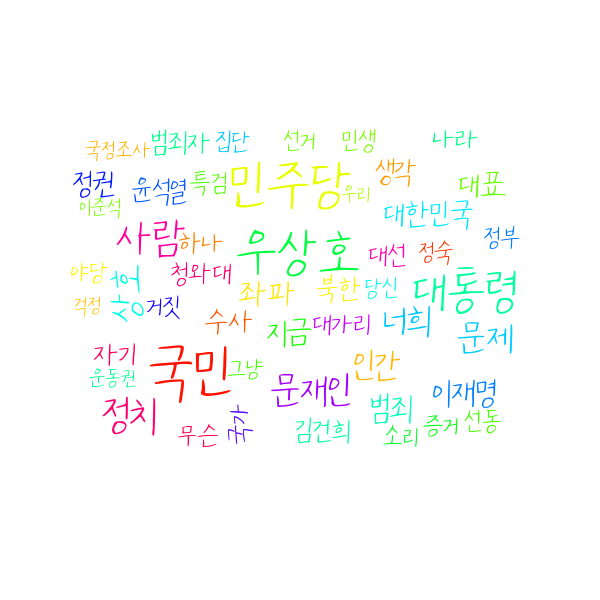 국정조사 범죄자 집단 선거 민생 나라
정권 윤석열 특검 민주당 우리 생각 대표
이준석 대한민국
사람 하나 우상호 대선 정숙 정부
야당 상호 청와대 좌파 북한 당신 대통령
걱정 거짓 수사 지금 대가리 너희 문제
자기 국민 그냥 인간
운동권 문재인 이재명
정치 무슨 국가 김건희 범죄 소리 증거 선동